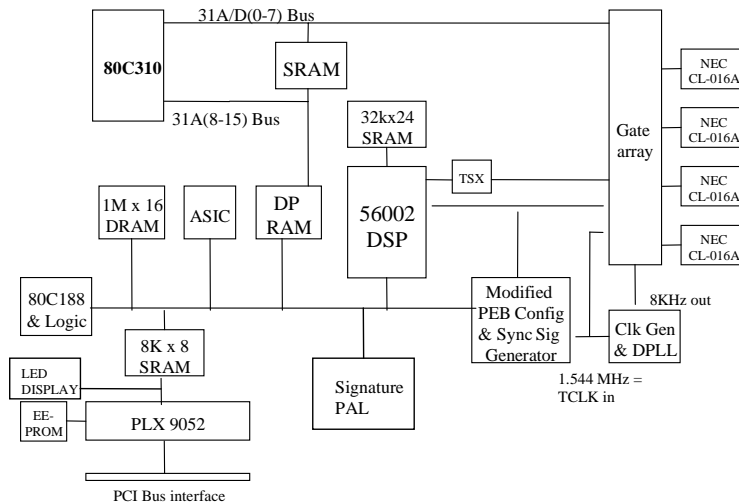 31A/D(0-7) Bus
80C310
SRAM
31A(8-15) Bus
32kx24
SRAM
Gate
array
NEC
CL-016A
NEC
CL-016A
NEC
CL-016A
NEC
CL-016A
TSX
1M x 16
DRAM
ASIC
DP
RAM
56002
DSP
80C188
& Logic
8K x 8
SRAM
Modified
PEB Config
& Sync Sig
Generator
8KHz out
Clk Gen
& DPLL
LED
DISPLAY
Signature
PAL
1.544 MHz =
TCLK in
EE-
PROM
PLX 9052
PCI Bus interface